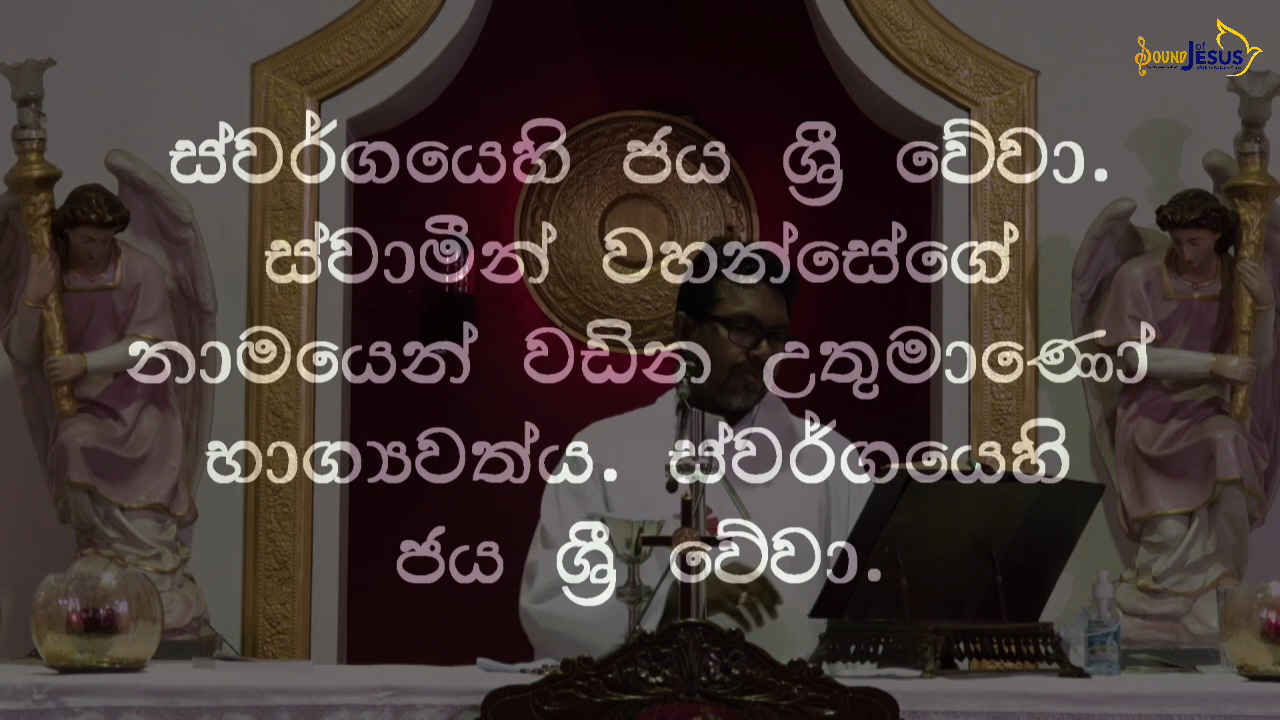 Sound of JESUS
ස්වර්ගයෙහි ජය ශ්‍රී වේවා.
ස්වාමීන් වහන්සේගේ
නාමයෙන් වඩින උතුමාණෝ
භාග්‍යවත්ය. ස්වර්ගයෙහි
ජය ශ්‍රී වේවා.